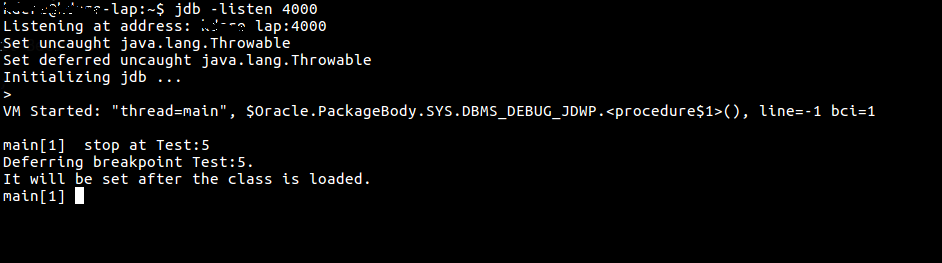 -lap:~$ jdb -listen 4000
Listening at address: lap:4000
Set uncaught java.lang.Throwable
Set deferred uncaught java.lang.Throwable
Initializing jdb ...
>
VM Started: "thread=main", $Oracle.PackageBody.SYS.DBMS_DEBUG_JDWP.<procedure$1>(), line=-1 bci=1
main[1]  stop at Test:5
Deferring breakpoint Test:5.
It will be set after the class is loaded.
main[1]